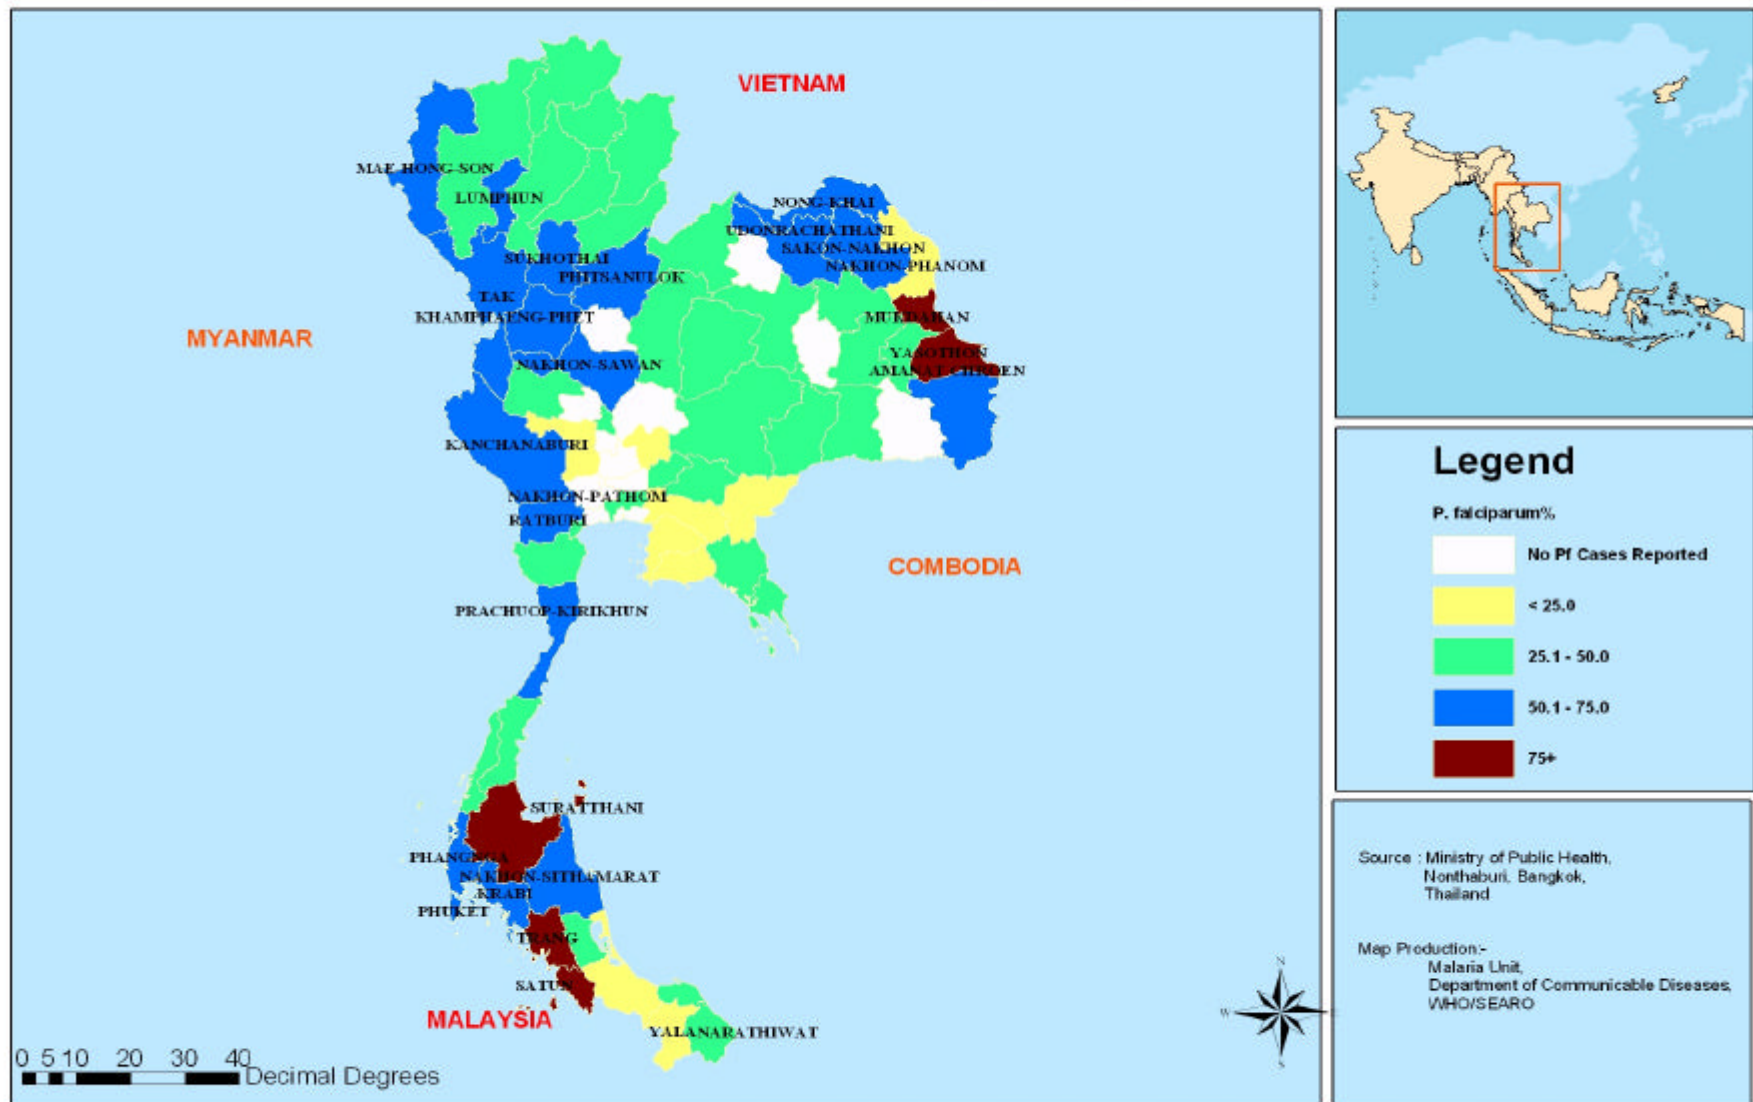 VIETNAM
MAE-HONG-SON
LUMPHUN
NONG-KHAI
UDONRACHATHANI
SAKON-NAKHON
NAKHON-PHANOM
SUKHOTHAI
PHITSANULOK
TAK
KHAMPHAENG-PHET
MYANMAR
MUKDAHAN
YASOTHON
AMANAT-CHROEN
NAKHON-SAWAN
KANCHANABURI
NAKHON-PATHOM
RATBURI
COMBODIA
PRACHUOP-KIRIKHUN
SURATTHANI
PHANGNGA
NAKHON-SITHAMARAT
KRABI
PHUKET
TRANG
SATUN
MALAYSIA
YALANARATHIWAT
0 5 10 20 30 40
Decimal Degrees
N
W
E
S
Legend
P. falciparum%
No Pf Cases Reported
< 25.0
25.1 - 50.0
50.1 - 75.0
75+
Source : Ministry of Public Health,
Nonthaburi, Bangkok,
Thailand
Map Production:-
Malaria Unit,
Department of Communicable Diseases,
WHO/SEARO